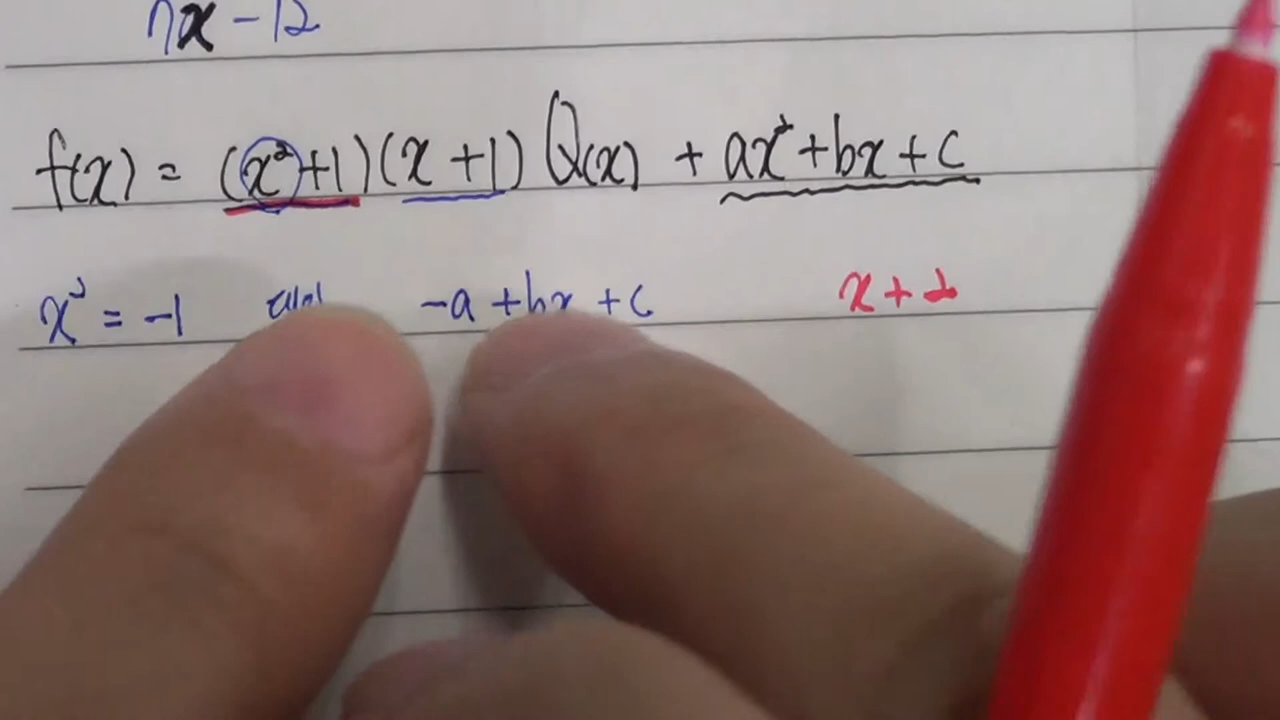 7x - 12
f(x) = (x²+1)(x+1) Q(x) + ax²+bx+c
x² = -1 -a +bx +c x+2